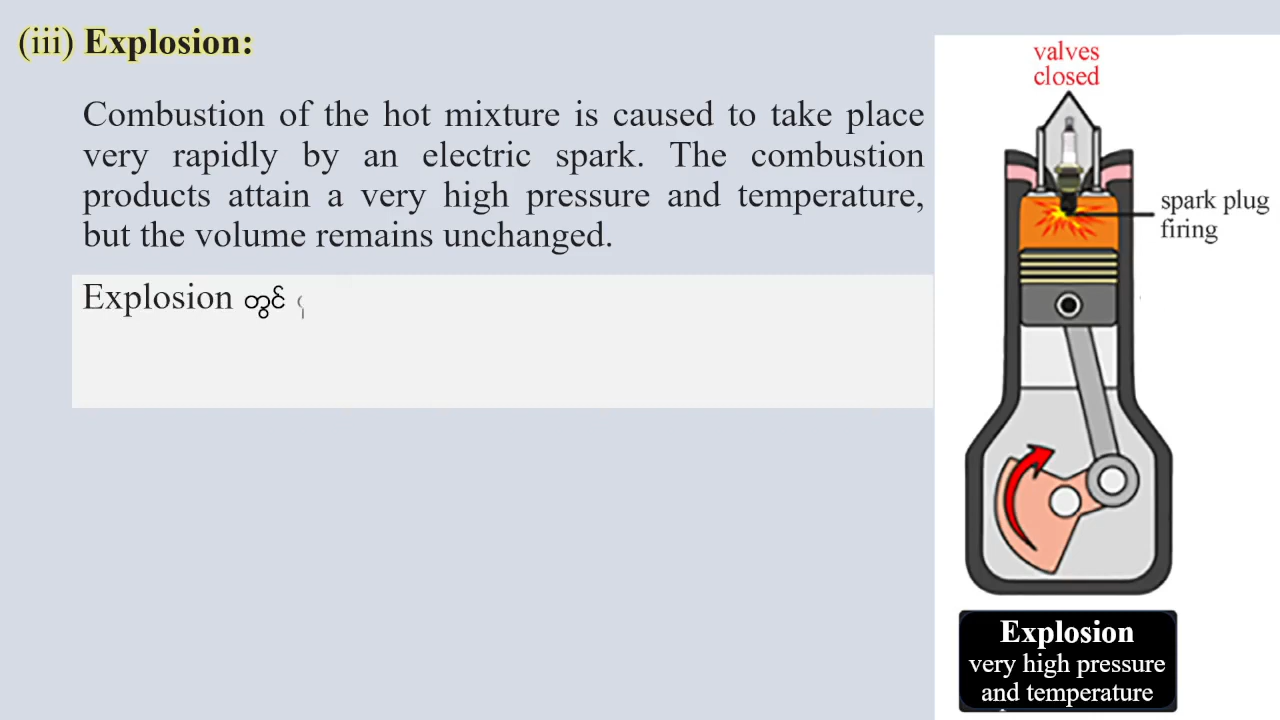 (iii) Explosion:
Combustion of the hot mixture is caused to take place
very rapidly by an electric spark. The combustion
products attain a very high pressure and temperature,
but the volume remains unchanged.
Explosion တွင်
valves
closed
spark plug
firing
Explosion
very high pressure
and temperature